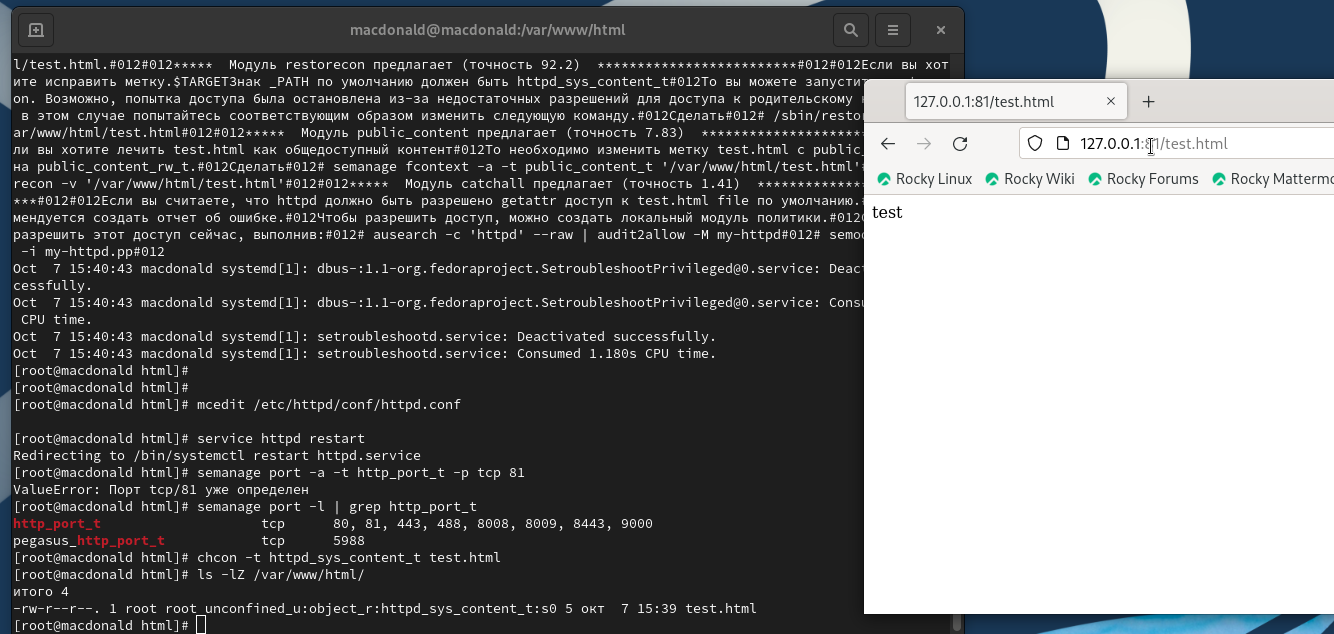 macdonald@macdonald:/var/www/html
l/test.html.#012#012*****  Модуль restorecon предлагает (точность 92.2)  *************************#012#012Если вы хот
ите исправить метку.$TARGETЗнак _PATH по умолчанию должен быть httpd_sys_content_t#012То вы можете запустит
on. Возможно, попытка доступа была остановлена из-за недостаточных разрешений для доступа к родительскому
 в этом случае попытайтесь соответствующим образом изменить следующую команду.#012Сделать#012# /sbin/restor
ar/www/html/test.html#012#012*****  Модуль public_content предлагает (точность 7.83)  ********************
ли вы хотите лечить test.html как общедоступный контент#012То необходимо изменить метку test.html с public_
на public_content_rw_t.#012Сделать#012# semanage fcontext -a -t public_content_t '/var/www/html/test.html'#
recon -v '/var/www/html/test.html'#012#012*****  Модуль catchall предлагает (точность 1.41)  *************
***#012#012Если вы считаете, что httpd должно быть разрешено getattr доступ к test.html file по умолчанию.#
мендуется создать отчет об ошибке.#012Чтобы разрешить доступ, можно создать локальный модуль политики.#012
разрешить этот доступ сейчас, выполнив:#012# ausearch -c 'httpd' --raw | audit2allow -M my-httpd#012# semod
 -i my-httpd.pp#012
Oct  7 15:40:43 macdonald systemd[1]: dbus-:1.1-org.fedoraproject.SetroubleshootPrivileged@0.service: Deac
cessfully.
Oct  7 15:40:43 macdonald systemd[1]: dbus-:1.1-org.fedoraproject.SetroubleshootPrivileged@0.service: Consu
 CPU time.
Oct  7 15:40:43 macdonald systemd[1]: setroubleshootd.service: Deactivated successfully.
Oct  7 15:40:43 macdonald systemd[1]: setroubleshootd.service: Consumed 1.180s CPU time.
[root@macdonald html]#
[root@macdonald html]#
[root@macdonald html]# mcedit /etc/httpd/conf/httpd.conf
[root@macdonald html]# service httpd restart
Redirecting to /bin/systemctl restart httpd.service
[root@macdonald html]# semanage port -a -t http_port_t -p tcp 81
ValueError: Порт tcp/81 уже определен
[root@macdonald html]# semanage port -l | grep http_port_t
http_port_t                    tcp      80, 81, 443, 488, 8008, 8009, 8443, 9000
pegasus_http_port_t            tcp      5988
[root@macdonald html]# chcon -t httpd_sys_content_t test.html
[root@macdonald html]# ls -lZ /var/www/html/
итого 4
-rw-r--r--. 1 root root unconfined_u:object_r:httpd_sys_content_t:s0 5 окт  7 15:39 test.html
[root@macdonald html]#
127.0.0.1:81/test.html
127.0.0.1:81/test.html
Rocky Linux Rocky Wiki Rocky Forums Rocky Mattermo
test